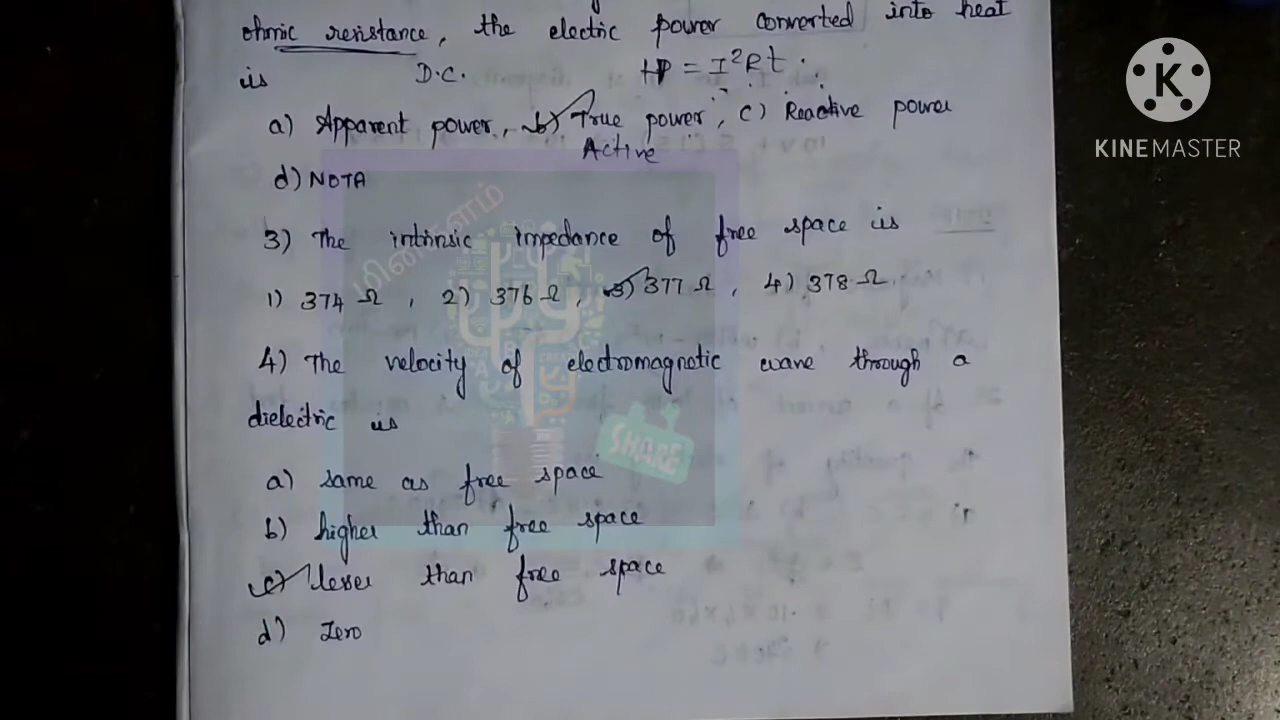 ohmic resistance, the electric power converted into heat
is D.C. HP = I²Rt.
a) Apparent power, b) True power, c) Reactive power
Active
d) NOTA
3) The intrinsic impedance of free space is
1) 374 Ω, 2) 376 Ω, 3) 377 Ω, 4) 378 Ω
4) The velocity of electromagnetic wave through a
dielectric is
a) same as free space
b) higher than free space
c) lesser than free space
d) Zero
K
KINEMASTER
SHARE